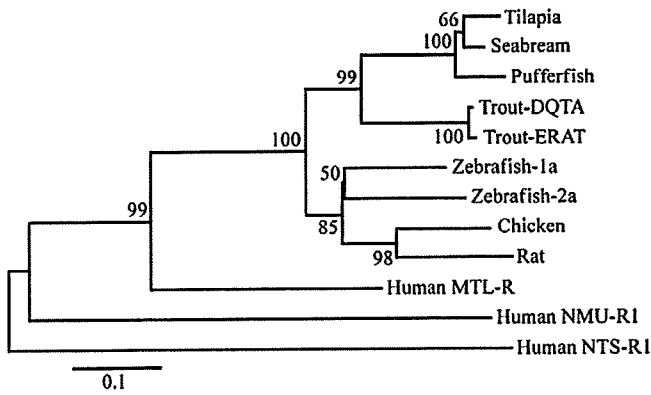 66 Tilapia
100 Seabream
Pufferfish
99
Trout-DQTA
100 Trout-ERAT
100
50 Zebrafish-1a
Zebrafish-2a
99
85 Chicken
98 Rat
Human MTL-R
Human NMU-R1
Human NTS-R1
0.1